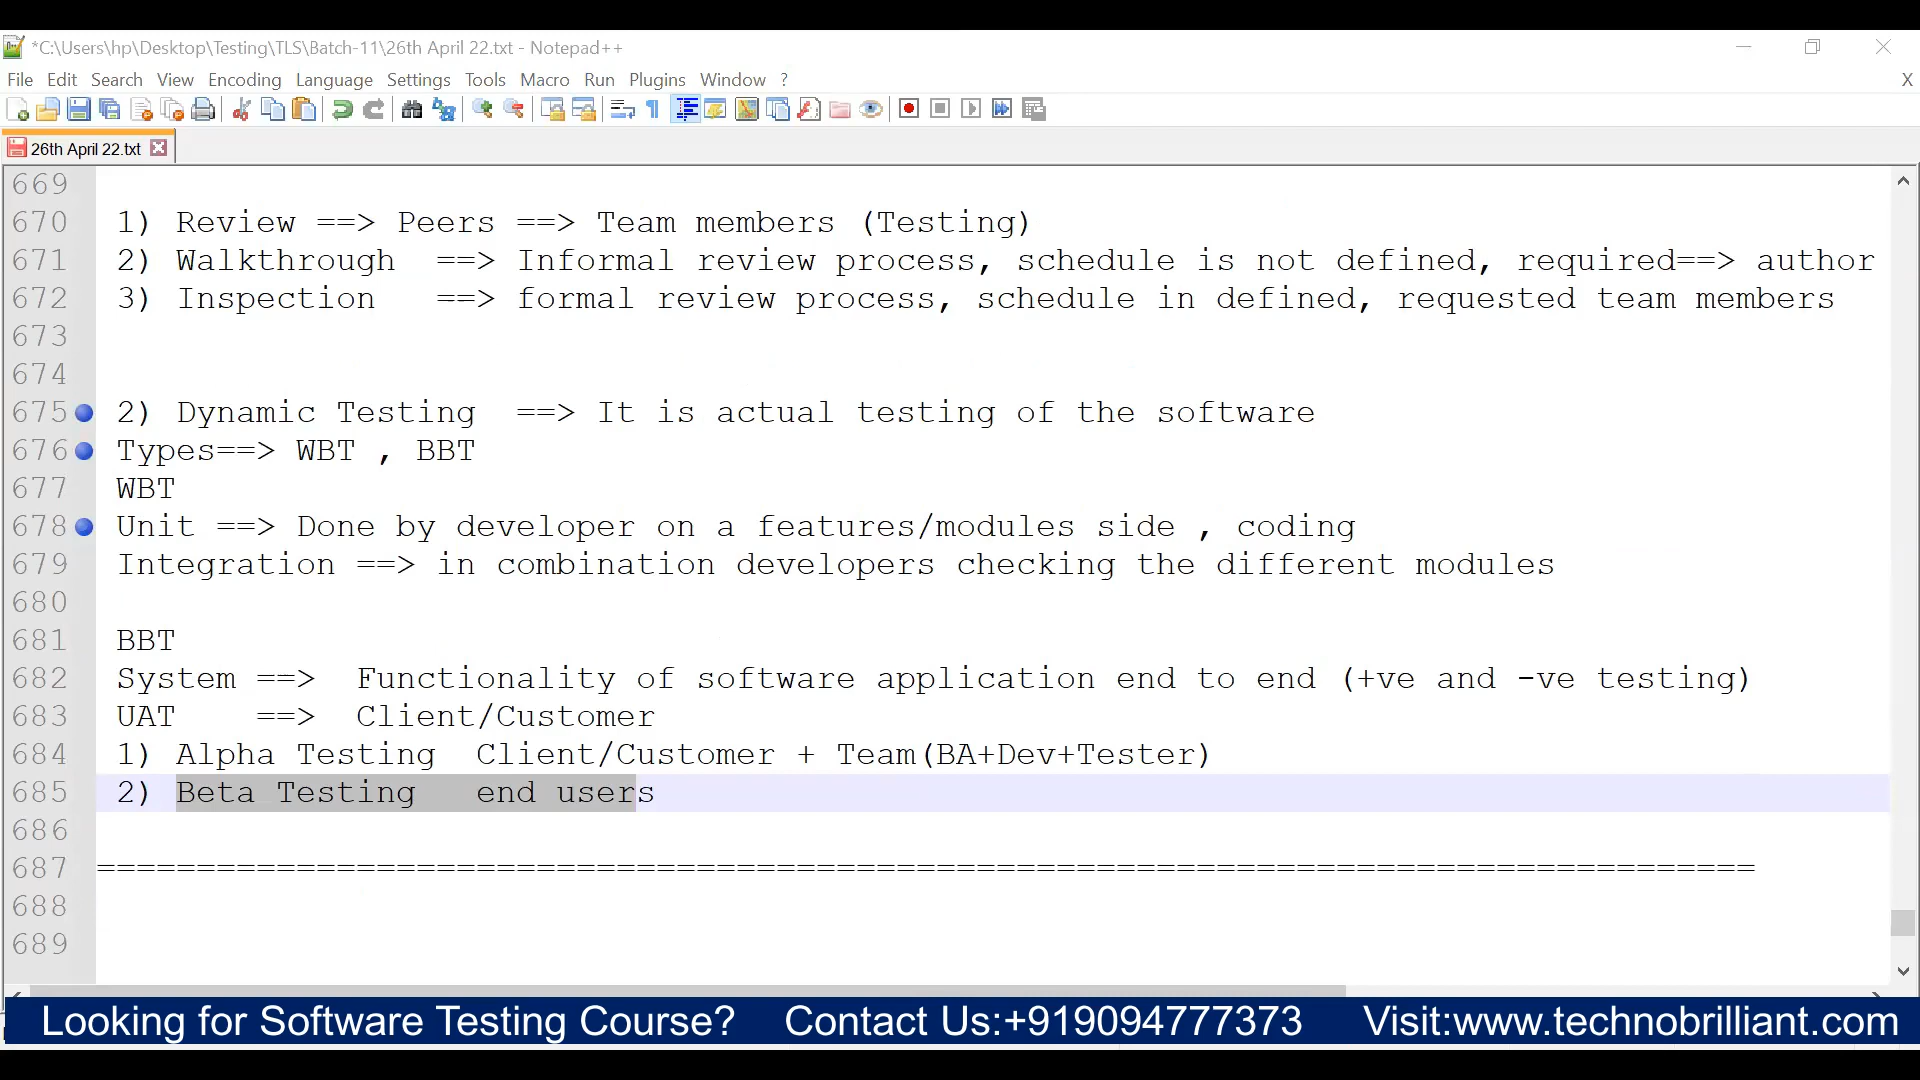 *C:\Users\hp\Desktop\Testing\TLS\Batch-11\26th April 22.txt - Notepad++
File Edit Search View Encoding Language Settings Tools Macro Run Plugins Window ? X
26th April 22.txt
669
670 1) Review ==> Peers ==> Team members (Testing)
671 2) Walkthrough ==> Informal review process, schedule is not defined, required==> author
672 3) Inspection ==> formal review process, schedule in defined, requested team members
673
674
675 2) Dynamic Testing ==> It is actual testing of the software
676 Types==> WBT , BBT
677 WBT
678 Unit ==> Done by developer on a features/modules side , coding
679 Integration ==> in combination developers checking the different modules
680
681 BBT
682 System ==> Functionality of software application end to end (+ve and -ve testing)
683 UAT ==> Client/Customer
684 1) Alpha Testing Client/Customer + Team(BA+Dev+Tester)
685 2) Beta Testing end users
686
687 ===================================================================================
688
689
Looking for Software Testing Course? Contact Us:+919094777373 Visit:www.technobrilliant.com